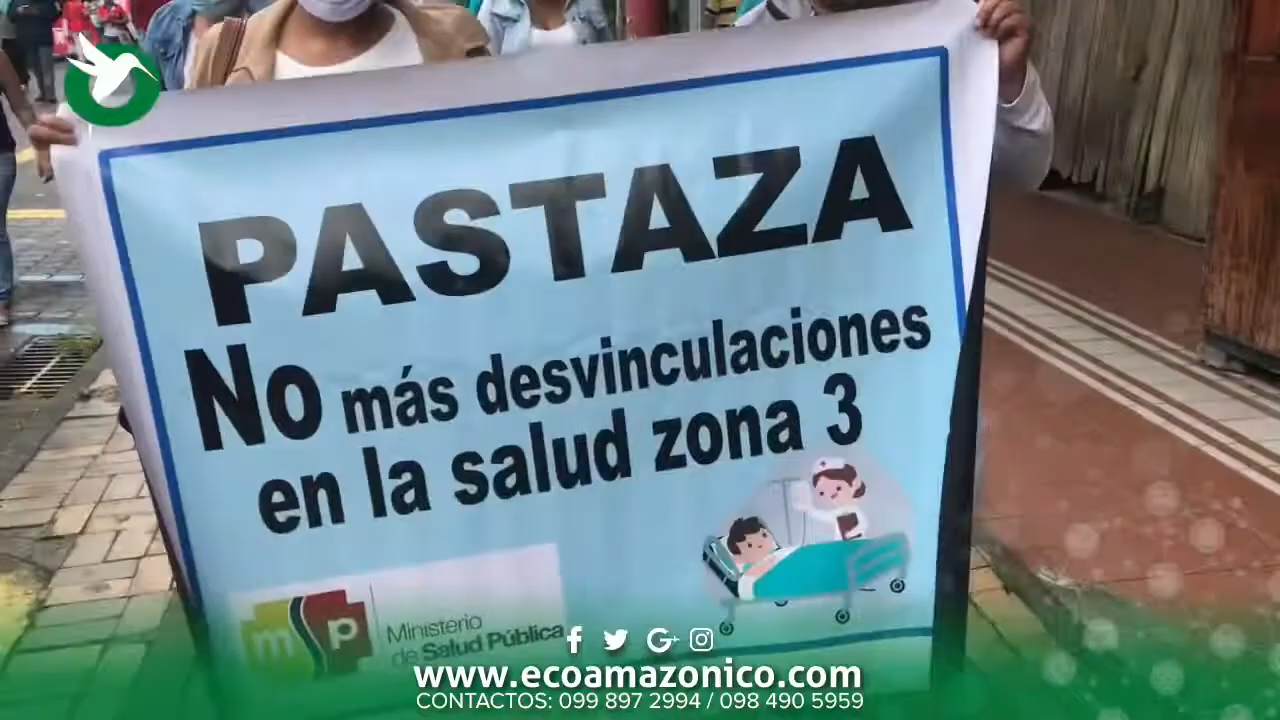 PASTAZA
No más desvinculaciones
en la salud zona 3
m p
Ministerio
de Salud Pública
www.ecoamazonico.com
CONTACTOS: 099 897 2994 / 098 490 5959